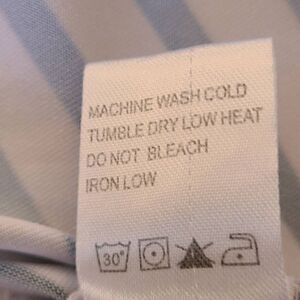 MACHINE WASH COLD
TUMBLE DRY LOW HEAT
DO NOT BLEACH
IRON LOW
30°